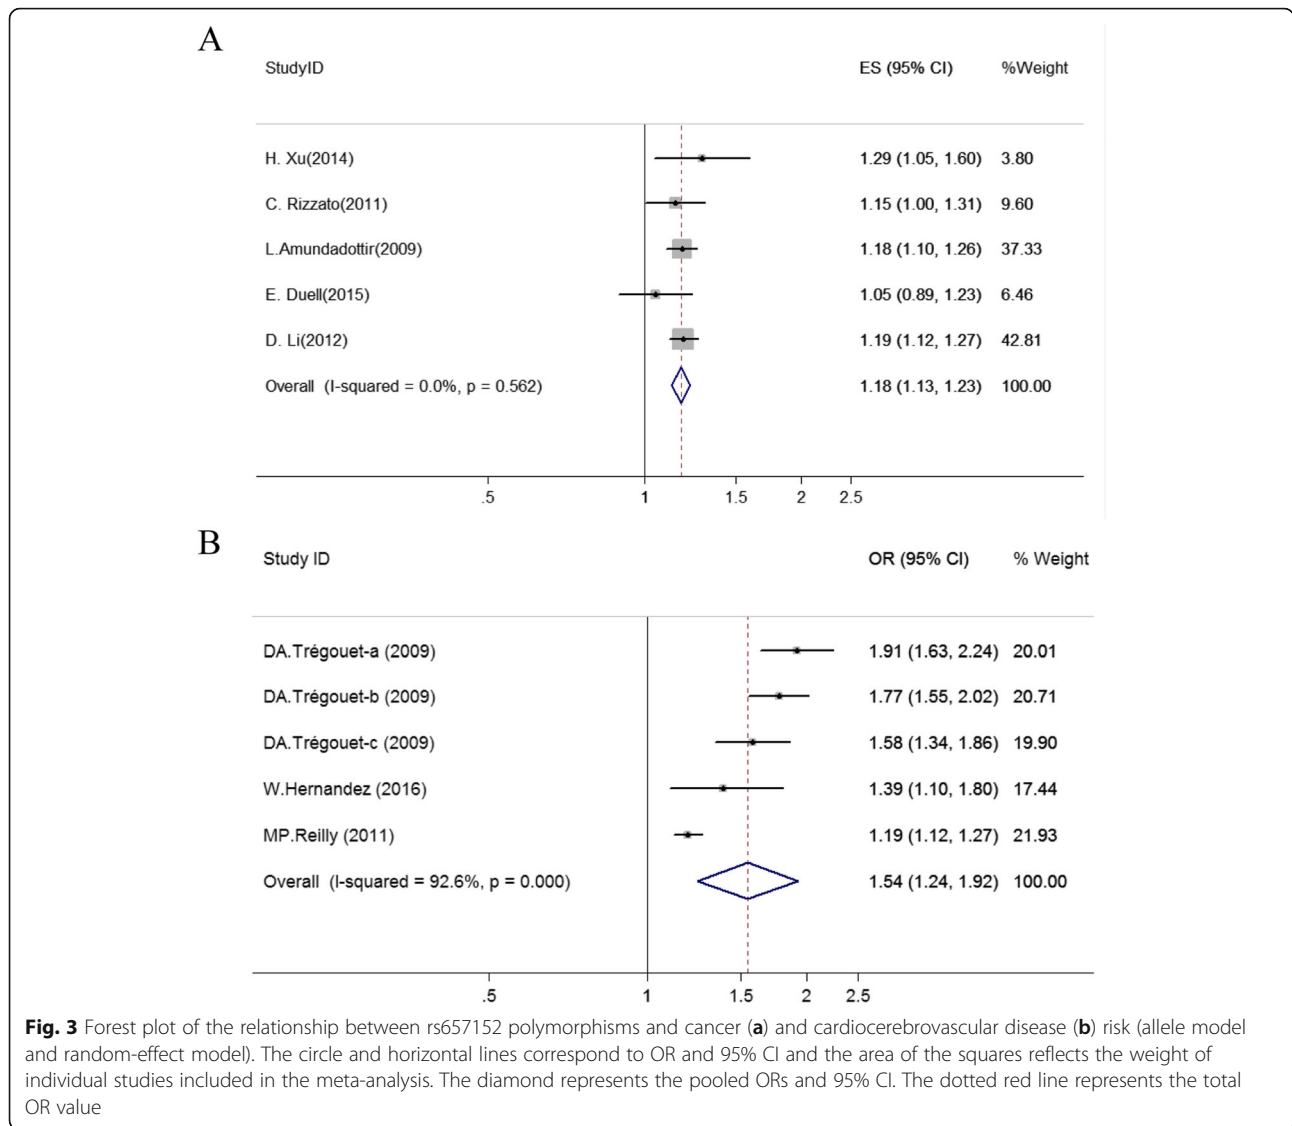 A
StudyID ES (95% CI) %Weight
H. Xu(2014) 1.29 (1.05, 1.60) 3.80
C. Rizzato(2011) 1.15 (1.00, 1.31) 9.60
L.Amundadottir(2009) 1.18 (1.10, 1.26) 37.33
E. Duell(2015) 1.05 (0.89, 1.23) 6.46
D. Li(2012) 1.19 (1.12, 1.27) 42.81
Overall (I-squared = 0.0%, p = 0.562) 1.18 (1.13, 1.23) 100.00
.5 1 1.5 2 2.5
B
Study ID OR (95% CI) % Weight
DA.Trégouet-a (2009) 1.91 (1.63, 2.24) 20.01
DA.Trégouet-b (2009) 1.77 (1.55, 2.02) 20.71
DA.Trégouet-c (2009) 1.58 (1.34, 1.86) 19.90
W.Hernandez (2016) 1.39 (1.10, 1.80) 17.44
MP.Reilly (2011) 1.19 (1.12, 1.27) 21.93
Overall (I-squared = 92.6%, p = 0.000) 1.54 (1.24, 1.92) 100.00
.5 1 1.5 2 2.5
Fig. 3 Forest plot of the relationship between rs657152 polymorphisms and cancer (a) and cardiocerebrovascular disease (b) risk (allele model
and random-effect model). The circle and horizontal lines correspond to OR and 95% CI and the area of the squares reflects the weight of
individual studies included in the meta-analysis. The diamond represents the pooled ORs and 95% CI. The dotted red line represents the total
OR value